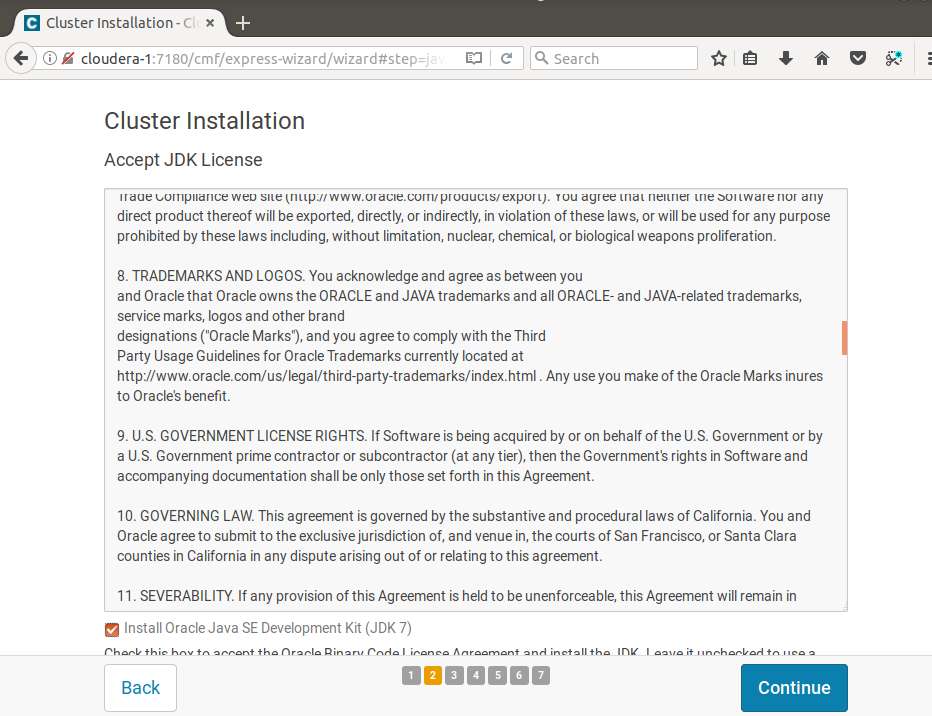 Cluster Installation - Cl
cloudera-1:7180/cmf/express-wizard/wizard#step=jav
Search
Cluster Installation
Accept JDK License
Trade Compliance web site (http://www.oracle.com/products/export). You agree that neither the Software nor any
direct product thereof will be exported, directly, or indirectly, in violation of these laws, or will be used for any purpose
prohibited by these laws including, without limitation, nuclear, chemical, or biological weapons proliferation.
8. TRADEMARKS AND LOGOS. You acknowledge and agree as between you
and Oracle that Oracle owns the ORACLE and JAVA trademarks and all ORACLE- and JAVA-related trademarks,
service marks, logos and other brand
designations ("Oracle Marks"), and you agree to comply with the Third
Party Usage Guidelines for Oracle Trademarks currently located at
http://www.oracle.com/us/legal/third-party-trademarks/index.html . Any use you make of the Oracle Marks inures
to Oracle's benefit.
9. U.S. GOVERNMENT LICENSE RIGHTS. If Software is being acquired by or on behalf of the U.S. Government or by
a U.S. Government prime contractor or subcontractor (at any tier), then the Government's rights in Software and
accompanying documentation shall be only those set forth in this Agreement.
10. GOVERNING LAW. This agreement is governed by the substantive and procedural laws of California. You and
Oracle agree to submit to the exclusive jurisdiction of, and venue in, the courts of San Francisco, or Santa Clara
counties in California in any dispute arising out of or relating to this agreement.
11. SEVERABILITY. If any provision of this Agreement is held to be unenforceable, this Agreement will remain in
Install Oracle Java SE Development Kit (JDK 7)
Check this box to accept the Oracle Binary Code License Agreement and install the JDK. Leave it unchecked to use a
Back
1 2 3 4 5 6 7
Continue